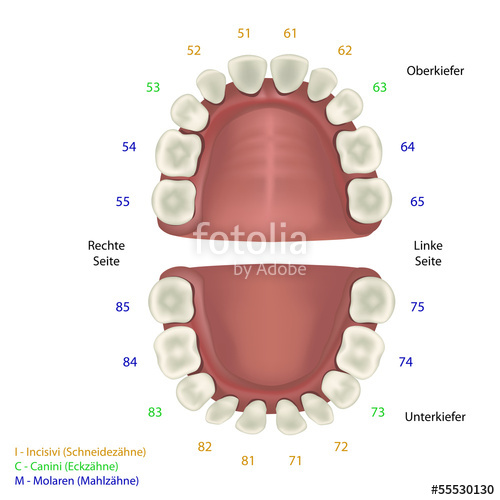 51 61
52 62
53 63
Oberkiefer
54 64
55 65
fotolia
by Adobe
Rechte
Seite
Linke
Seite
85 75
84 74
83 73
Unterkiefer
82 72
81 71
I - Incisivi (Schneidezähne)
C - Canini (Eckzähne)
M - Molaren (Mahlzähne)
#55530130